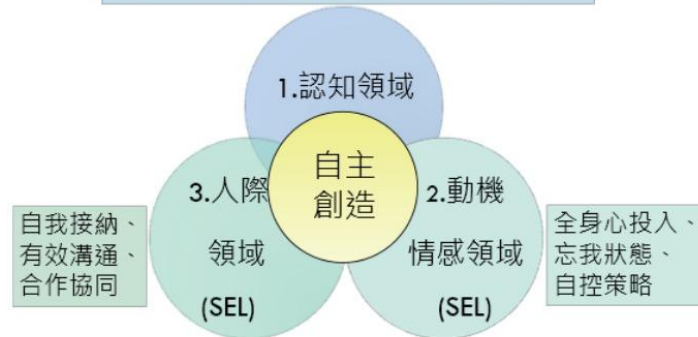 1.認知領域
自主
創造
3.人際
領域
(SEL)
2.動機
情感領域
(SEL)
自我接納、
有效溝通、
合作協同
全身心投入、
忘我狀態、
自控策略